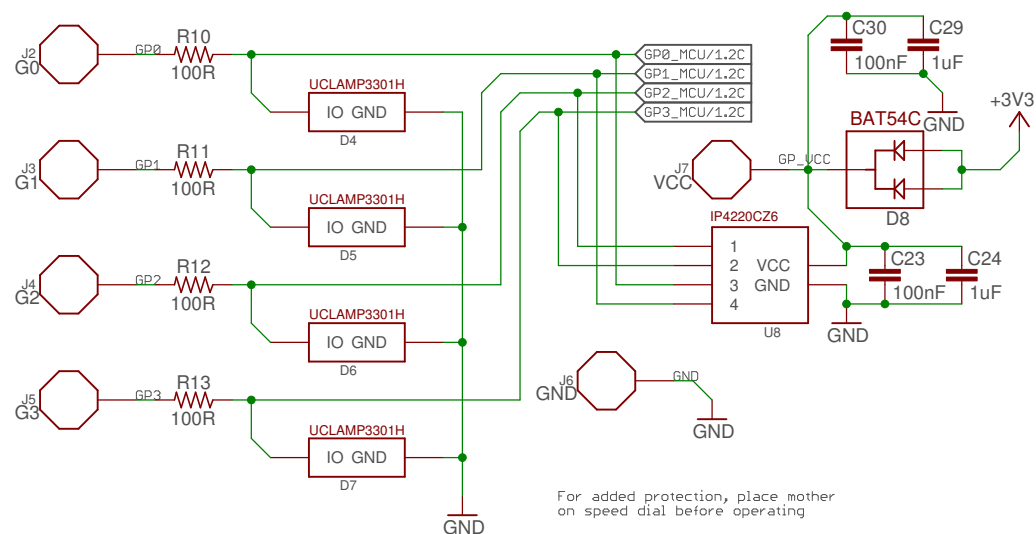 J2
G0
GP0
R10
100R
UCLAMP3301H
IO GND
D4
J3
G1
GP1
R11
100R
UCLAMP3301H
IO GND
D5
J4
G2
GP2
R12
100R
UCLAMP3301H
IO GND
D6
J5
G3
GP3
R13
100R
UCLAMP3301H
IO GND
D7
GND
GP0_MCU/1.2C
GP1_MCU/1.2C
GP2_MCU/1.2C
GP3_MCU/1.2C
C30
100nF
C29
1uF
GND
+3V3
BAT54C
D8
J7
VCC
GP_VCC
IP4220CZ6
1
2
3
4
VCC
GND
U8
C23
100nF
C24
1uF
GND
J6
GND
GND
GND
For added protection, place mother
on speed dial before operating